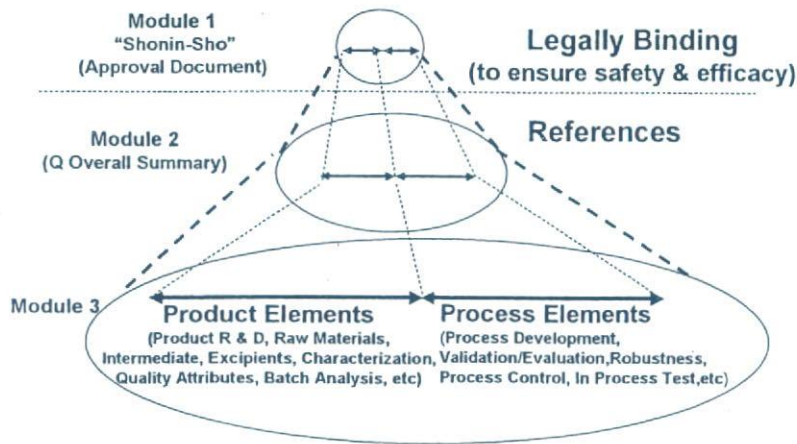 Module 1
“Shonin-Sho”
(Approval Document)
Legally Binding
(to ensure safety & efficacy)
Module 2
(Q Overall Summary)
References
Module 3
Product Elements
(Product R & D, Raw Materials,
Intermediate, Excipients, Characterization,
Quality Attributes, Batch Analysis, etc)
Process Elements
(Process Development,
Validation/Evaluation,Robustness,
Process Control, In Process Test,etc)